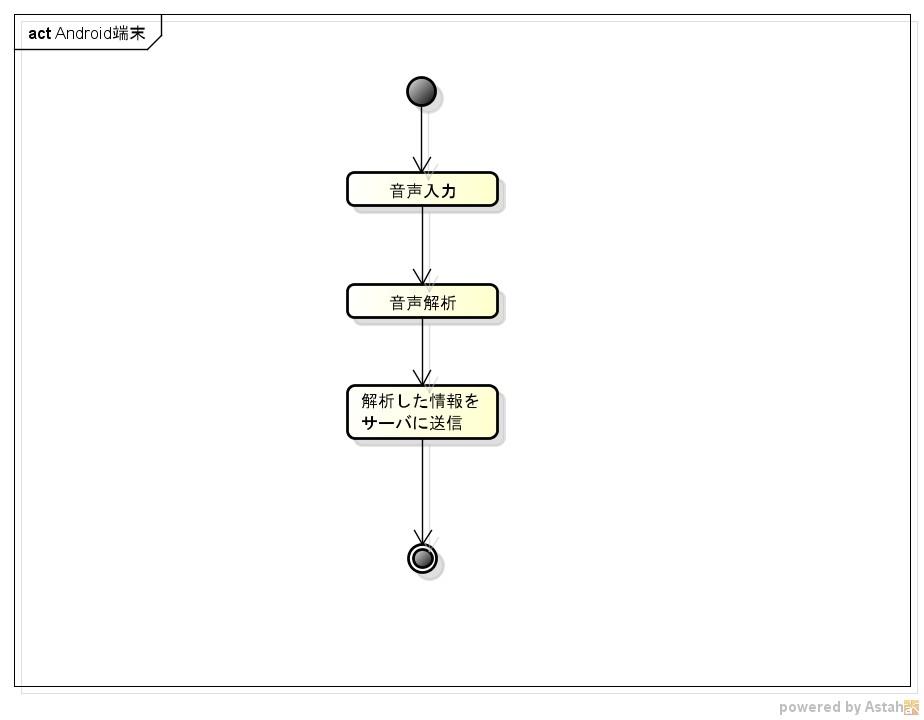 act Android端末
音声入力
音声解析
解析した情報を
サーバに送信
powered by Astah